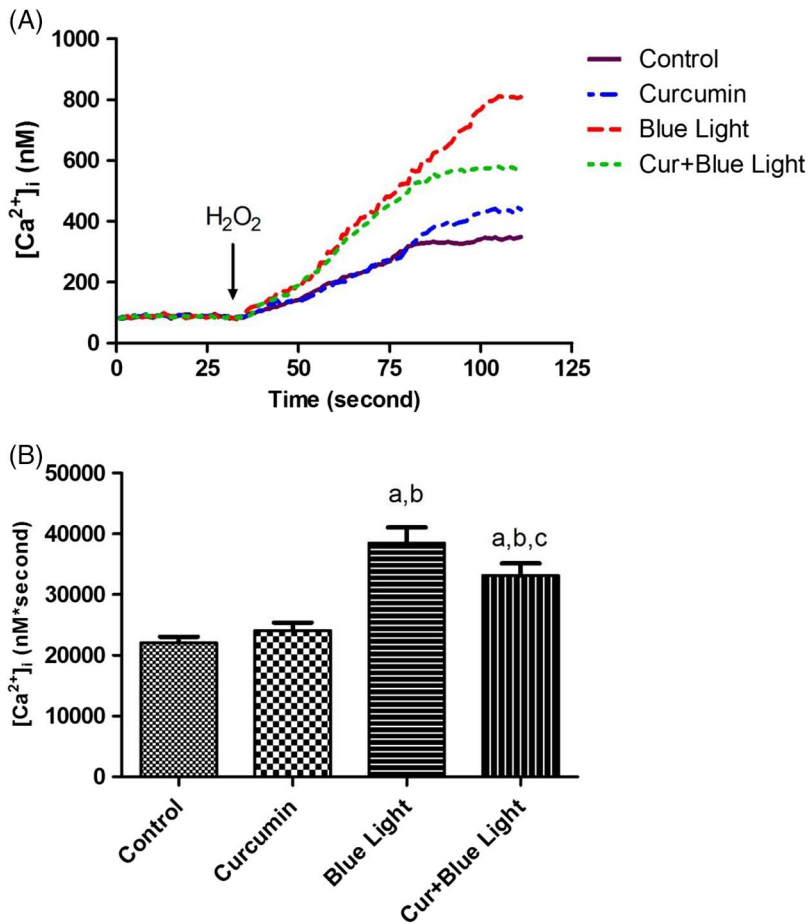 (A)
1000
800
600
400
200
0
[Ca²⁺]ᵢ (nM)
H₂O₂
0 25 50 75 100 125
Time (second)
Control
Curcumin
Blue Light
Cur+Blue Light
(B)
50000
40000
30000
20000
10000
0
[Ca²⁺]ᵢ (nM*second)
a,b
a,b,c
Control
Curcumin
Blue Light
Cur+Blue Light